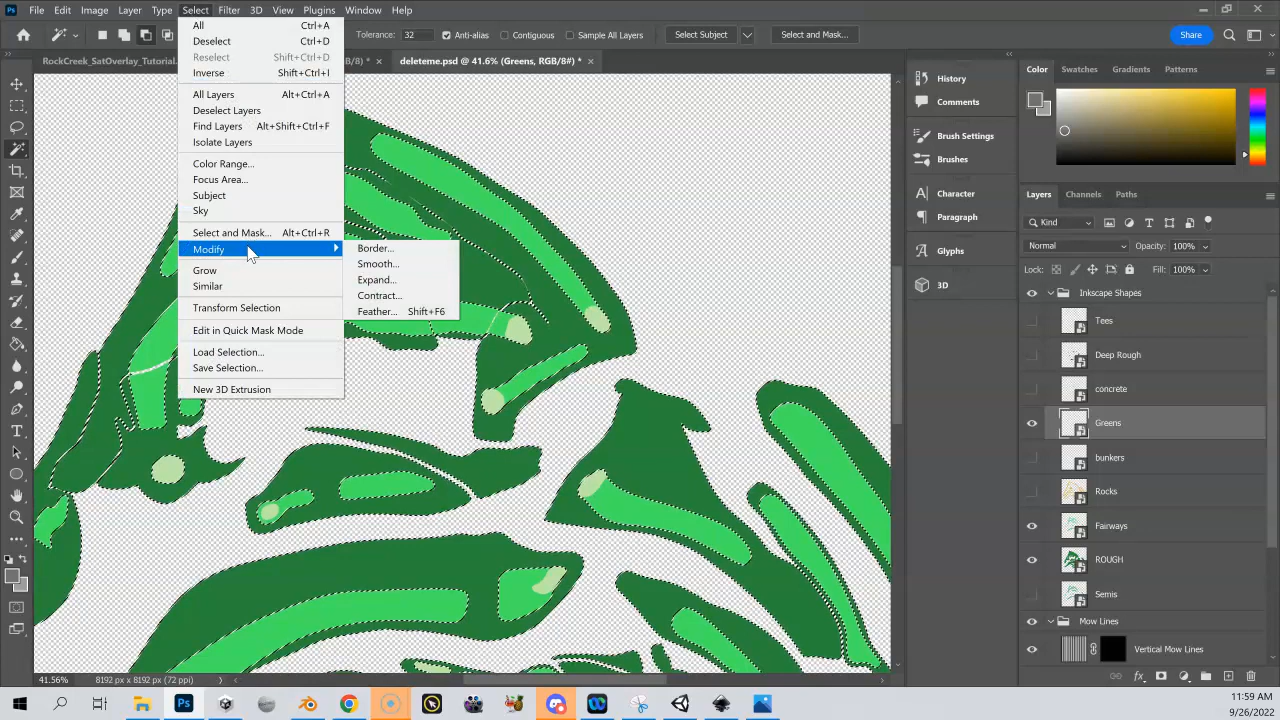 File Edit Image Layer Type Select Filter 3D View Plugins Window Help
Tolerance: 32 Anti-alias Contiguous Sample All Layers Select Subject Select and Mask... Share
RockCreek_SatOverlay_Tutorial. B/8) * × deleteme.psd @ 41.6% (Greens, RGB/8#) * ×
All Ctrl+A
Deselect Ctrl+D
Reselect Shift+Ctrl+D
Inverse Shift+Ctrl+I
All Layers Alt+Ctrl+A
Deselect Layers
Find Layers Alt+Shift+Ctrl+F
Isolate Layers
Color Range...
Focus Area...
Subject
Sky
Select and Mask... Alt+Ctrl+R
Modify
Grow
Similar
Transform Selection
Edit in Quick Mask Mode
Load Selection...
Save Selection...
New 3D Extrusion
Border...
Smooth...
Expand...
Contract...
Feather... Shift+F6
History
Comments
Brush Settings
Brushes
Character
Paragraph
Glyphs
3D
Color Swatches Gradients Patterns
Layers Channels Paths
Kind
Normal Opacity: 100%
Lock: Fill: 100%
Inkscape Shapes
Tees
Deep Rough
concrete
Greens
bunkers
Rocks
Fairways
ROUGH
Semis
Mow Lines
Vertical Mow Lines
41.56% 8192 px x 8192 px (72 ppi)
11:59 AM
9/26/2022